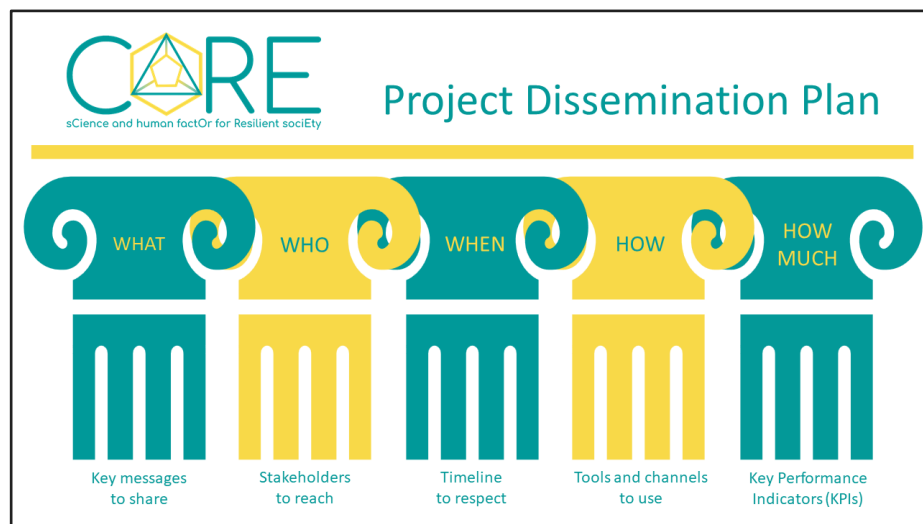 CORE
sCience and human factOr for Resilient sociEty
Project Dissemination Plan
WHAT
WHO
WHEN
HOW
HOW
MUCH
Key messages
to share
Stakeholders
to reach
Timeline
to respect
Tools and channels
to use
Key Performance
Indicators (KPIs)